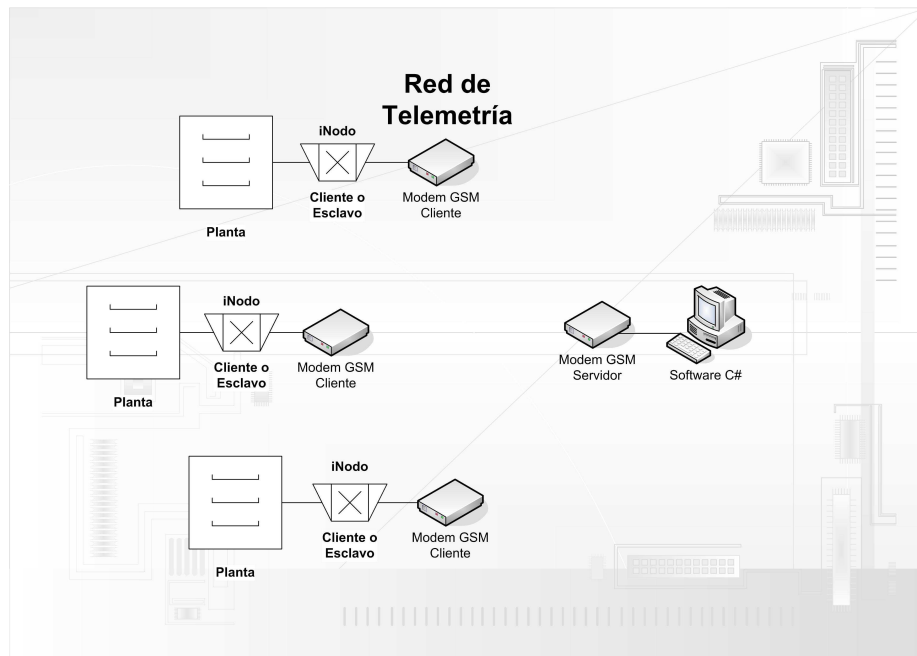 Red de
Telemetría
iNodo
Cliente o
Esclavo
Modem GSM
Cliente
Planta
iNodo
Cliente o
Esclavo
Modem GSM
Cliente
Planta
Modem GSM
Servidor
Software C#
iNodo
Cliente o
Esclavo
Modem GSM
Cliente
Planta